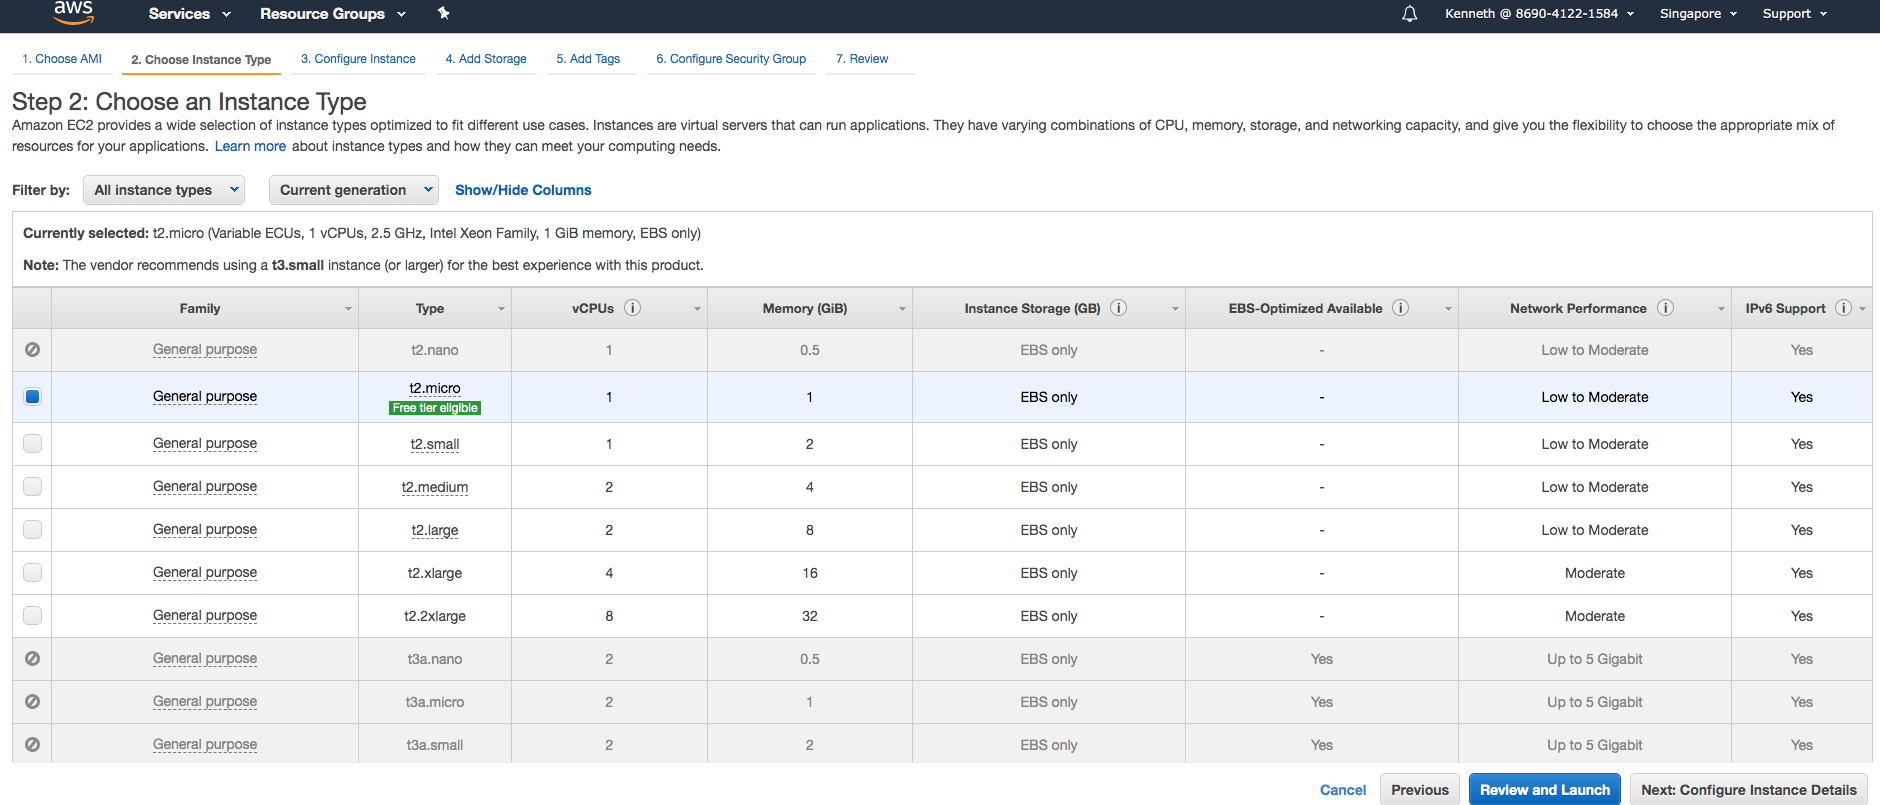 aws Services Resource Groups Kenneth @ 8690-4122-1584 Singapore Support
1. Choose AMI 2. Choose Instance Type 3. Configure Instance 4. Add Storage 5. Add Tags 6. Configure Security Group 7. Review
Step 2: Choose an Instance Type
Amazon EC2 provides a wide selection of instance types optimized to fit different use cases. Instances are virtual servers that can run applications. They have varying combinations of CPU, memory, storage, and networking capacity, and give you the flexibility to choose the appropriate mix of
resources for your applications. Learn more about instance types and how they can meet your computing needs.
Filter by: All instance types Current generation Show/Hide Columns
Currently selected: t2.micro (Variable ECUs, 1 vCPUs, 2.5 GHz, Intel Xeon Family, 1 GiB memory, EBS only)
Note: The vendor recommends using a t3.small instance (or larger) for the best experience with this product.
Family Type vCPUs Memory (GiB) Instance Storage (GB) EBS-Optimized Available Network Performance IPv6 Support
General purpose t2.nano 1 0.5 EBS only - Low to Moderate Yes
General purpose t2.micro 1 1 EBS only - Low to Moderate Yes
Free tier eligible
General purpose t2.small 1 2 EBS only - Low to Moderate Yes
General purpose t2.medium 2 4 EBS only - Low to Moderate Yes
General purpose t2.large 2 8 EBS only - Low to Moderate Yes
General purpose t2.xlarge 4 16 EBS only - Moderate Yes
General purpose t2.2xlarge 8 32 EBS only - Moderate Yes
General purpose t3a.nano 2 0.5 EBS only Yes Up to 5 Gigabit Yes
General purpose t3a.micro 2 1 EBS only Yes Up to 5 Gigabit Yes
General purpose t3a.small 2 2 EBS only Yes Up to 5 Gigabit Yes
Cancel Previous Review and Launch Next: Configure Instance Details